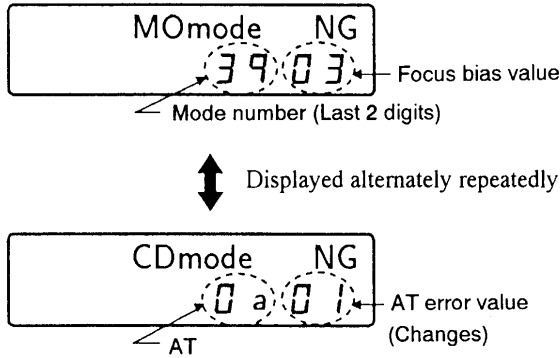 MOmode NG
39 03
Focus bias value
Mode number (Last 2 digits)
Displayed alternately repeatedly
CDmode NG
0a 01
AT error value
(Changes)
AT